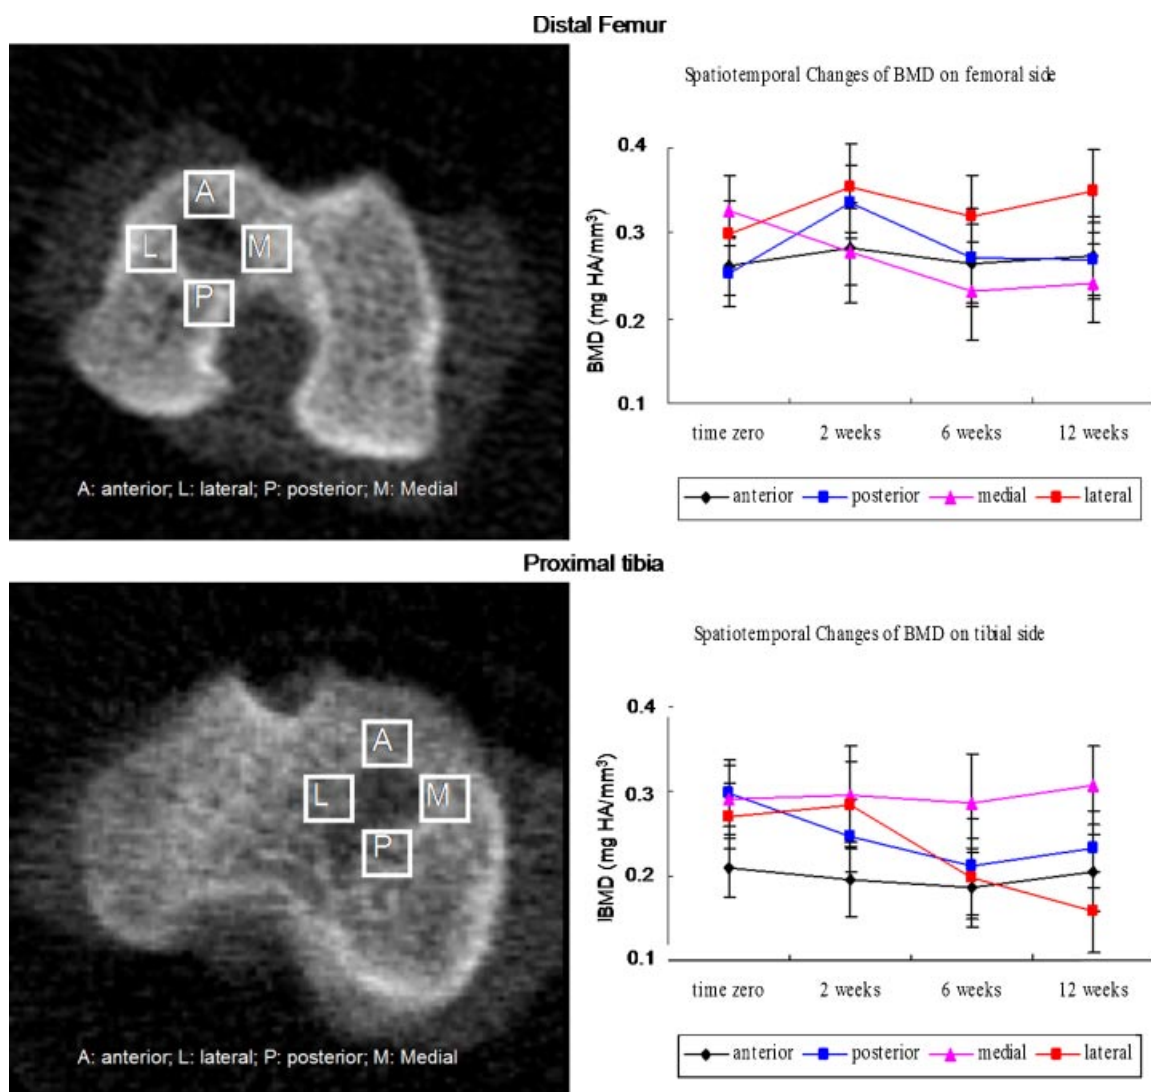 Distal Femur
A
L
M
P
A: anterior; L: lateral; P: posterior; M: Medial
Spatiotemporal Changes of BMD on femoral side
BMD (mg HA/mm³)
0.4
0.3
0.2
0.1
time zero 2 weeks 6 weeks 12 weeks
anterior posterior medial lateral
Proximal tibia
A
L
M
P
A: anterior; L: lateral; P: posterior; M: Medial
Spatiotemporal Changes of BMD on tibial side
IBMD (mg HA/mm³)
0.4
0.3
0.2
0.1
time zero 2 weeks 6 weeks 12 weeks
anterior posterior medial lateral